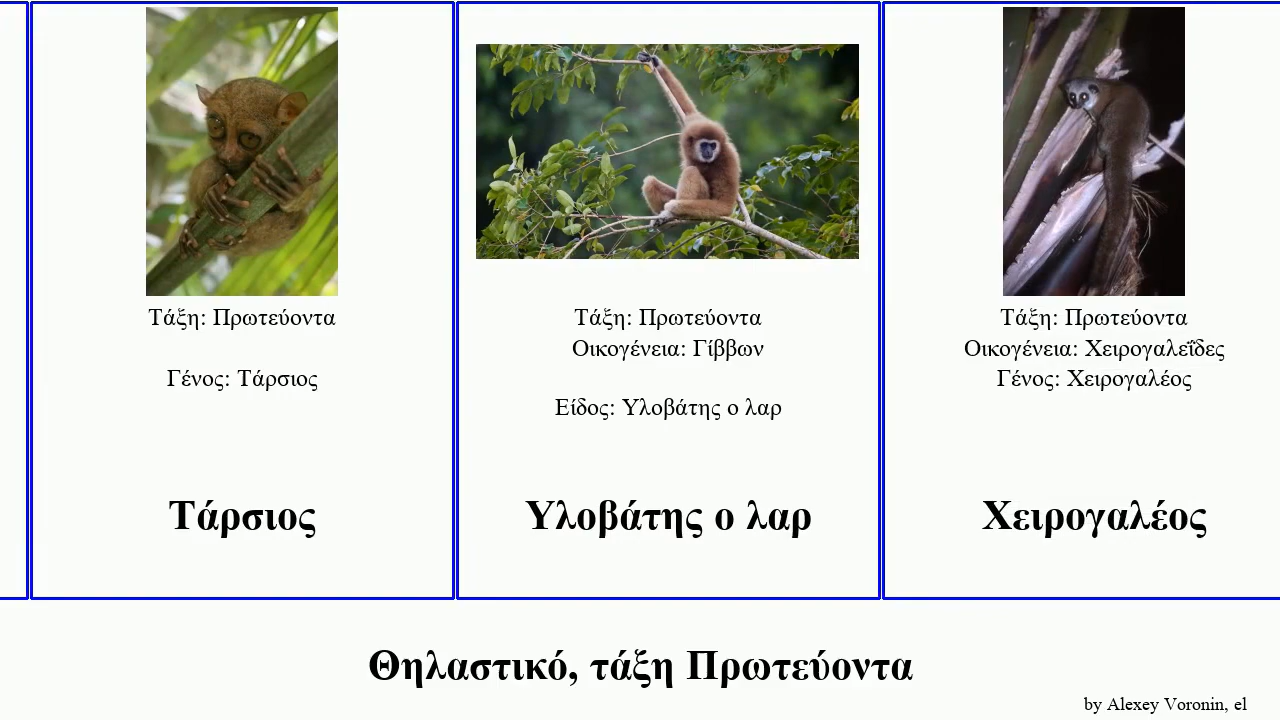 Τάξη: Πρωτεύοντα
Γένος: Τάρσιος
Τάρσιος
Τάξη: Πρωτεύοντα
Οικογένεια: Γίββων
Είδος: Υλοβάτης ο λαρ
Υλοβάτης ο λαρ
Τάξη: Πρωτεύοντα
Οικογένεια: Χειρογαλεΐδες
Γένος: Χειρογαλέος
Χειρογαλέος
Θηλαστικό, τάξη Πρωτεύοντα
by Alexey Voronin, el